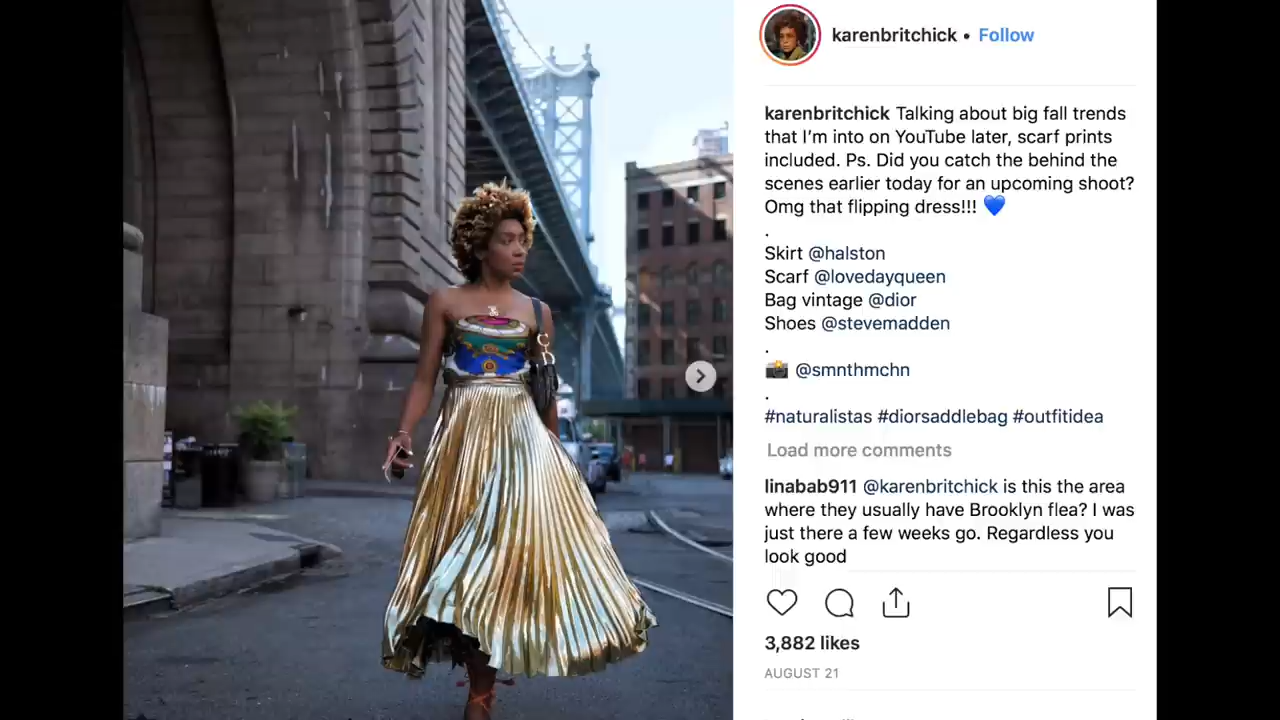 karenbritchick • Follow
karenbritchick Talking about big fall trends
that I’m into on YouTube later, scarf prints
included. Ps. Did you catch the behind the
scenes earlier today for an upcoming shoot?
Omg that flipping dress!!! 💙
.
Skirt @halston
Scarf @lovedayqueen
Bag vintage @dior
Shoes @stevemadden
.
📸 @smnthmchn
.
#naturalistas #diorsaddlebag #outfitidea
Load more comments
linabab911 @karenbritchick is this the area
where they usually have Brooklyn flea? I was
just there a few weeks go. Regardless you
look good
3,882 likes
AUGUST 21